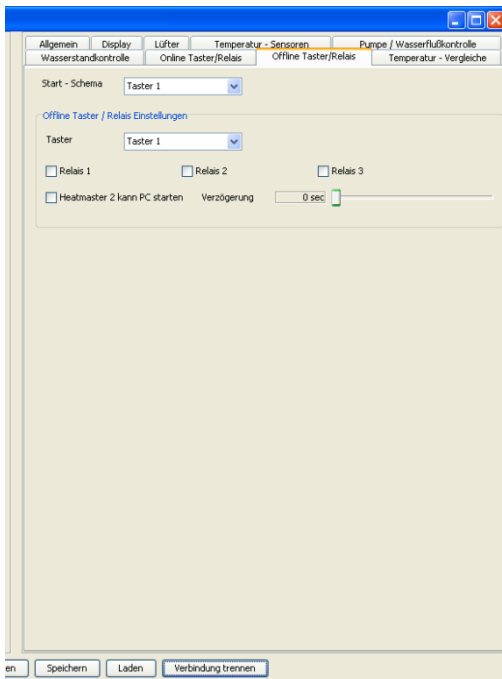 Allgemein Display Lüfter Temperatur - Sensoren Pumpe / Wasserflußkontrolle
Wasserstandkontrolle Online Taster/Relais Offline Taster/Relais Temperatur - Vergleiche
Start - Schema Taster 1
Offline Taster / Relais Einstellungen
Taster Taster 1
Relais 1 Relais 2 Relais 3
Heatmaster 2 kann PC starten Verzögerung 0 sec
en Speichern Laden Verbindung trennen